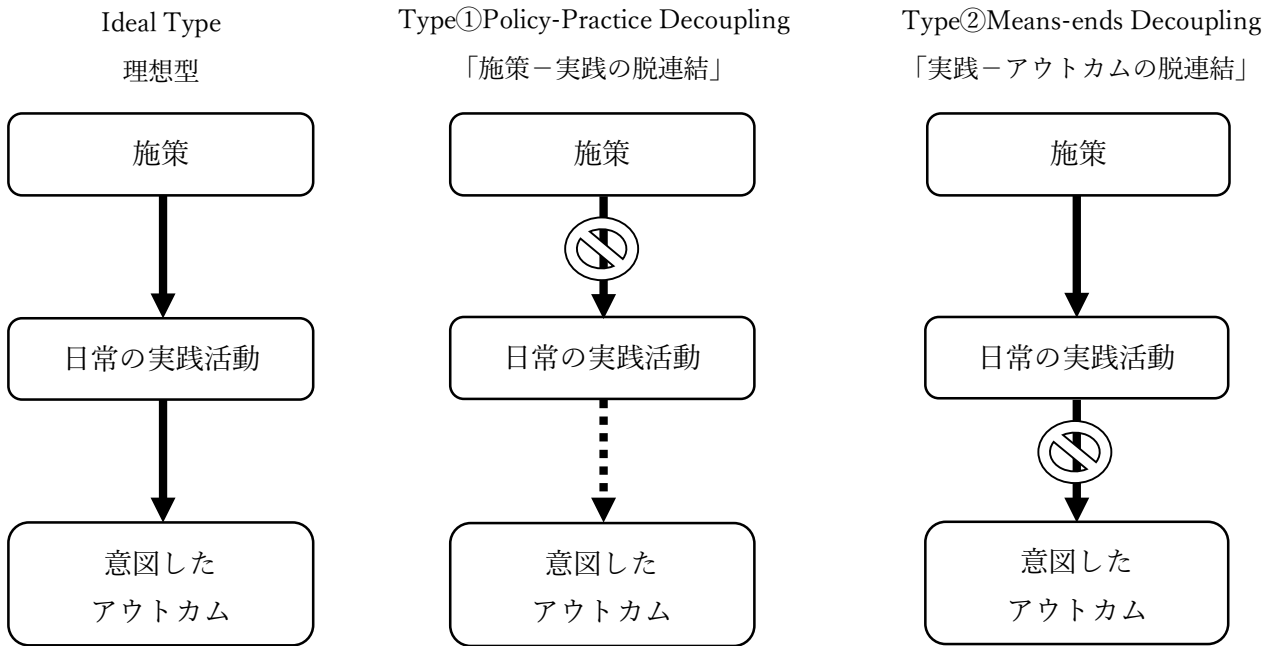 Ideal Type
理想型
施策
日常の実践活動
意図した
アウトカム
Type①Policy-Practice Decoupling
「施策－実践の脱連結」
施策
日常の実践活動
意図した
アウトカム
Type②Means-ends Decoupling
「実践－アウトカムの脱連結」
施策
日常の実践活動
意図した
アウトカム